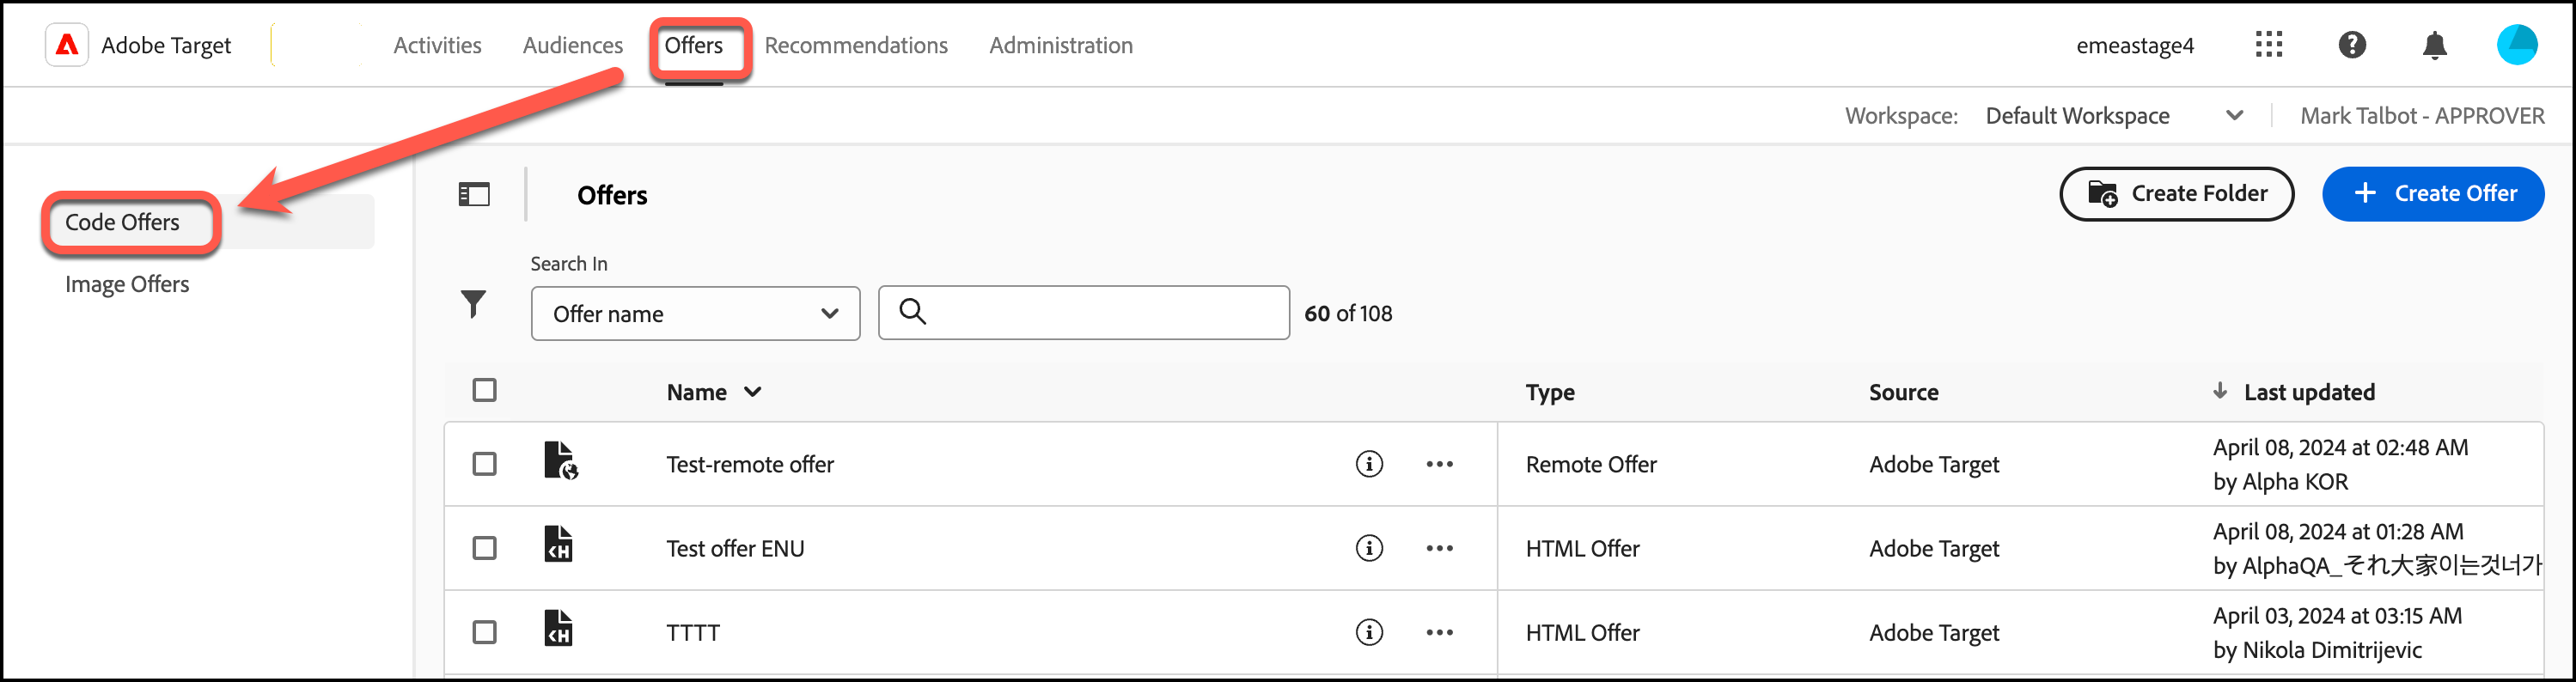 Adobe Target
Activities
Audiences
Offers
Recommendations
Administration
emeastage4
Workspace: Default Workspace
Mark Talbot - APPROVER
Code Offers
Image Offers
Offers
Create Folder
Create Offer
Search In
Offer name
60 of 108
Name
Type
Source
Last updated
Test-remote offer
Remote Offer
Adobe Target
April 08, 2024 at 02:48 AM
by Alpha KOR
Test offer ENU
HTML Offer
Adobe Target
April 08, 2024 at 01:28 AM
by AlphaQA_それ大家이는것너가
TTTT
HTML Offer
Adobe Target
April 03, 2024 at 03:15 AM
by Nikola Dimitrijevic